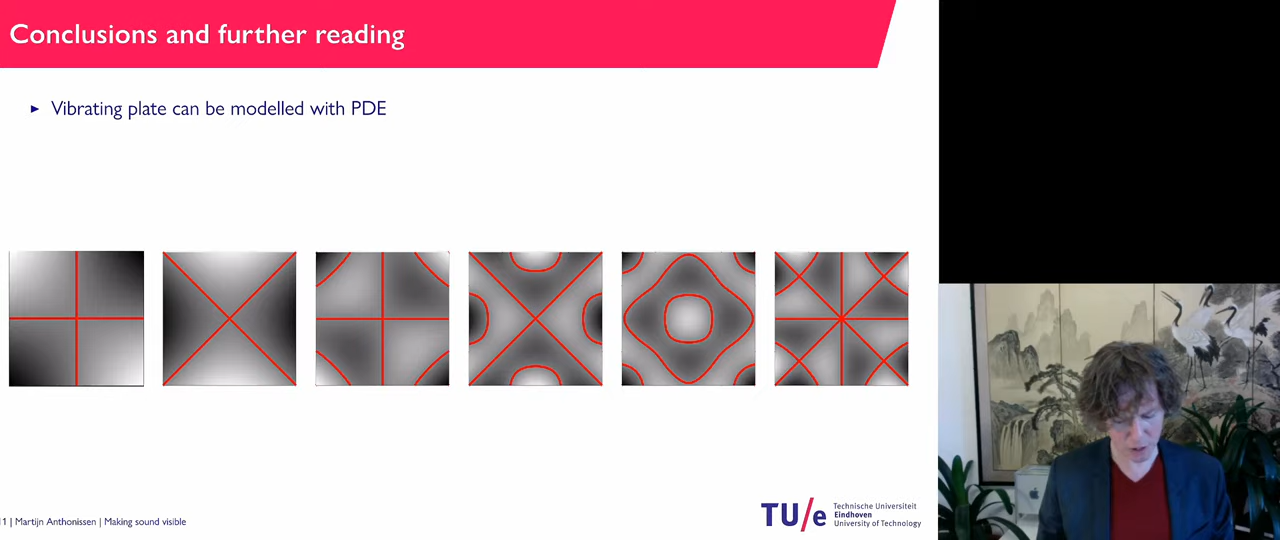 Conclusions and further reading
► Vibrating plate can be modelled with PDE
11 | Martijn Anthonissen | Making sound visible
TU/e
Technische Universiteit
Eindhoven
University of Technology